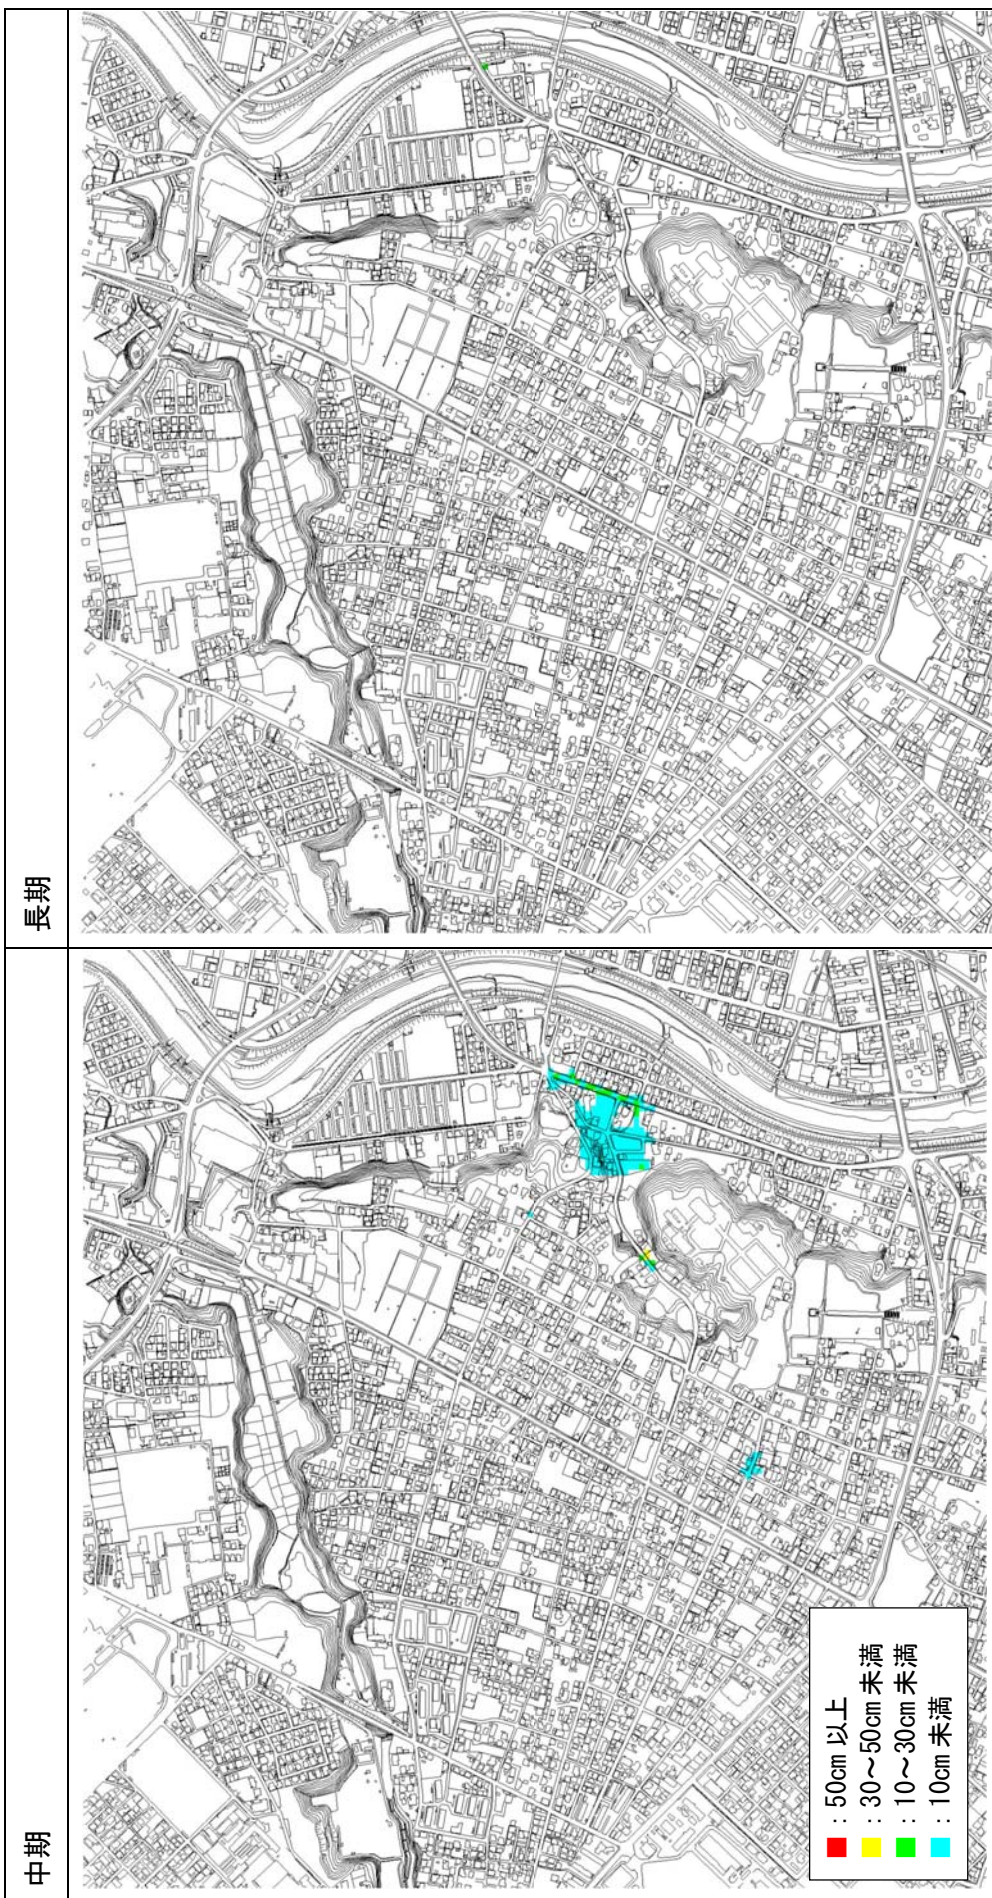 中期
長期
■：50cm 以上
■：30～50cm 未満
■：10～30cm 未満
■：10cm 未満